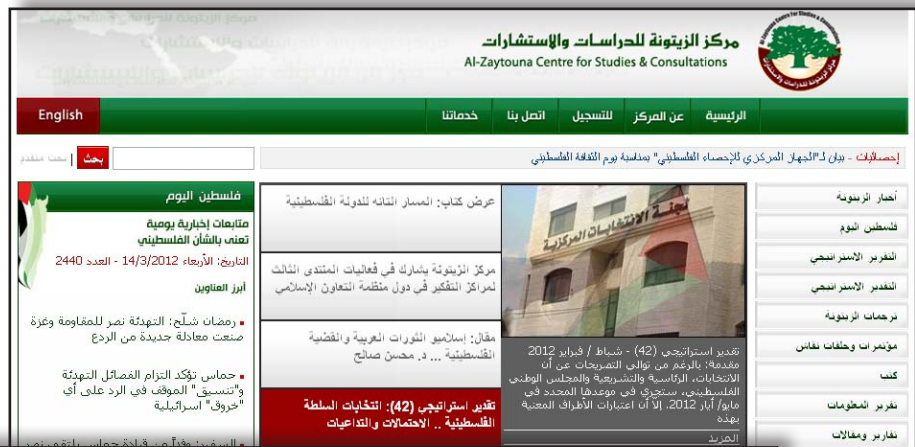 مركز الزيتونة للدراسات والإستشارات
Al-Zaytouna Centre for Studies & Consultations
الرئيسية
عن المركز
للتسجيل
اتصل بنا
خدماتنا
English
إحصائيات - بيان لـ"الجهاز المركزي للإحصاء الفلسطيني" بمناسبة يوم الثقافة الفلسطيني
بحث | بحث متقدم
أخبار الزيتونة
فلسطين اليوم
التقرير الاستراتيجي
التقدير الاستراتيجي
ترجمات الزيتونة
مؤتمرات وحلقات نقاش
كتب
تقرير المعلومات
تقارير ومقالات
لجنة الانتخابات المركزية
تقدير استراتيجي (42) - شباط / فبراير 2012
مقدمة: بالرغم من توالي التصريحات عن أن
الانتخابات، الرئاسية والتشريعية والمجلس الوطني
الفلسطيني، ستجري في موعدها المحدد في
مايو/ أيار 2012، إلّا أن اعتبارات الأطراف المعنية
بهذه
المزيد
عرض كتاب: المسار التائه للدولة الفلسطينية
مركز الزيتونة يشارك في فعاليات المنتدى الثالث
لمراكز التفكير في دول منظمة التعاون الإسلامي
مقال: إسلاميو الثورات العربية والقضية
الفلسطينية ... د. محسن صالح
تقدير استراتيجي (42): انتخابات السلطة
الفلسطينية .. الاحتمالات والتداعيات
فلسطين اليوم
متابعات إخبارية يومية
تعنى بالشأن الفلسطيني
التاريخ: الأربعاء 14/3/2012 - العدد 2440
أبرز العناوين
رمضان شلّح: التهدئة نصر للمقاومة وغزة
صنعت معادلة جديدة من الردع
حماس تؤكد التزام الفصائل التهدئة
و"تنسيق" الموقف في الرد على أي
"خروق" اسرائيلية